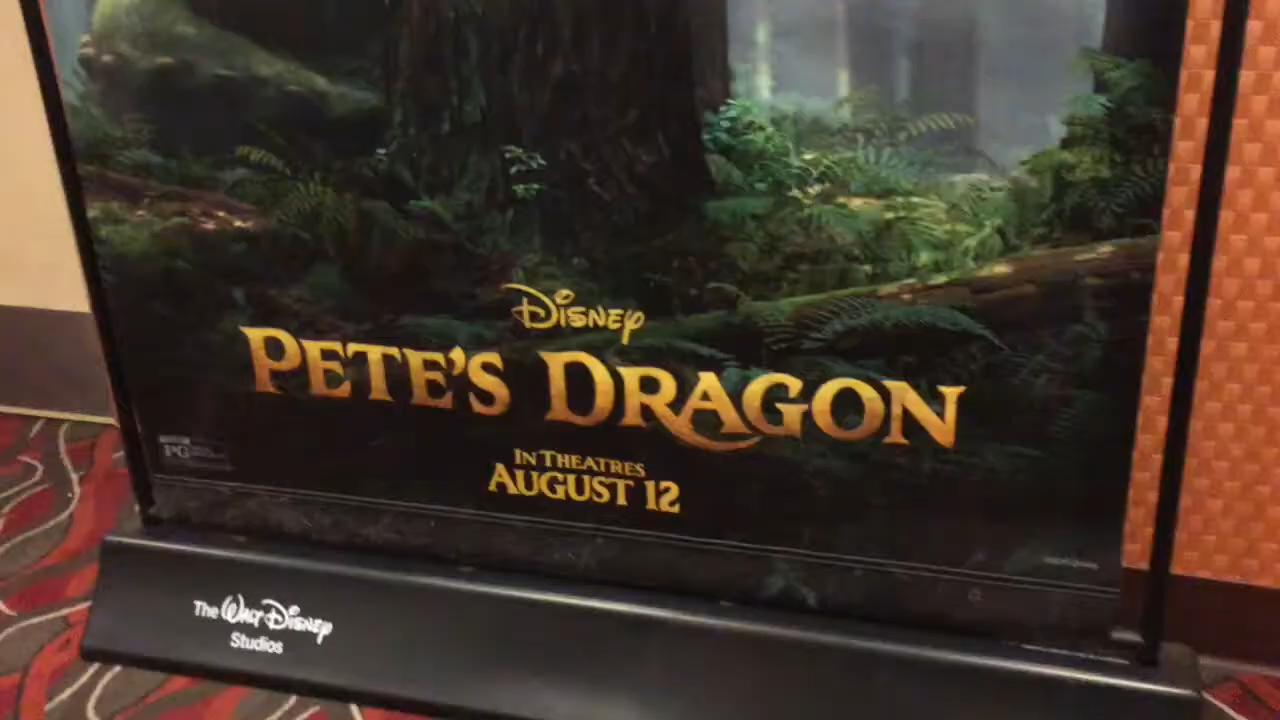 Disney
PETE'S DRAGON
IN THEATRES
AUGUST 12
PG
The Walt Disney
Studios